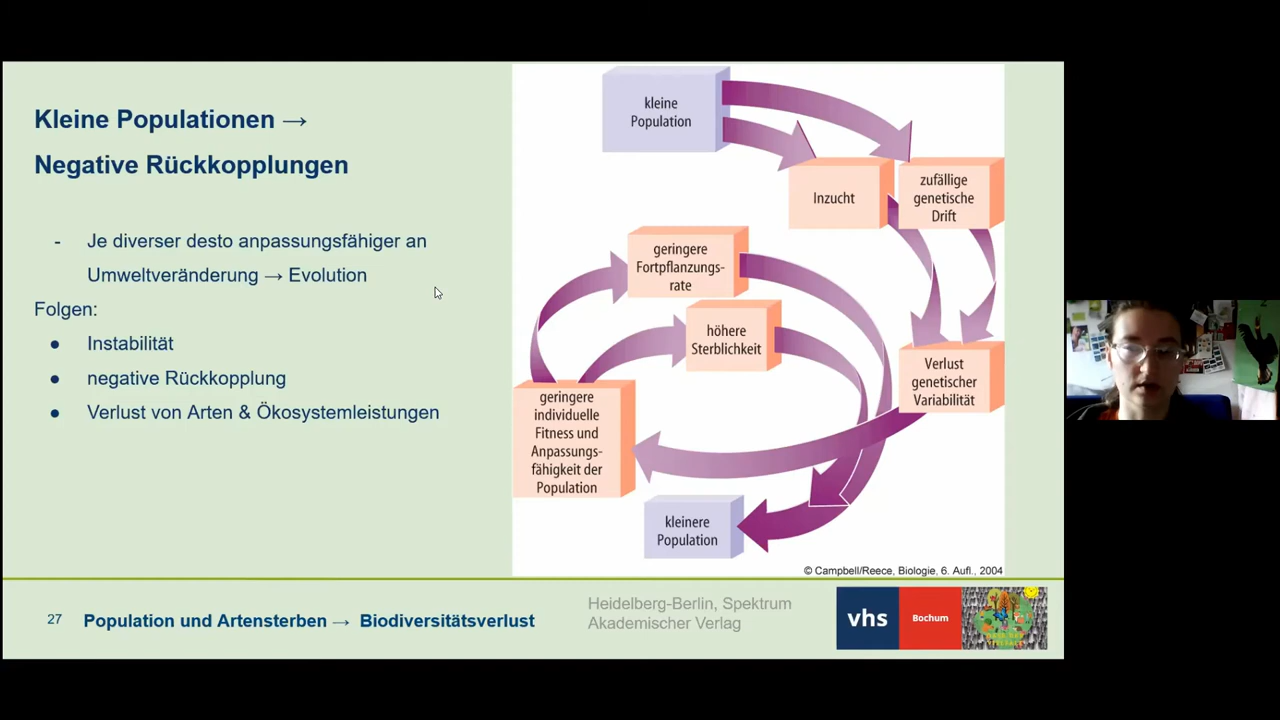 Kleine Populationen →
Negative Rückkopplungen
- Je diverser desto anpassungsfähiger an
Umweltveränderung → Evolution
Folgen:
● Instabilität
● negative Rückkopplung
● Verlust von Arten & Ökosystemleistungen
kleine
Population
Inzucht
zufällige
genetische
Drift
geringere
Fortpflanzungs-
rate
höhere
Sterblichkeit
Verlust
genetischer
Variabilität
geringere
individuelle
Fitness und
Anpassungs-
fähigkeit der
Population
kleinere
Population
© Campbell/Reece, Biologie, 6. Aufl., 2004
27
Population und Artensterben → Biodiversitätsverlust
Heidelberg-Berlin, Spektrum
Akademischer Verlag
vhs
Bochum